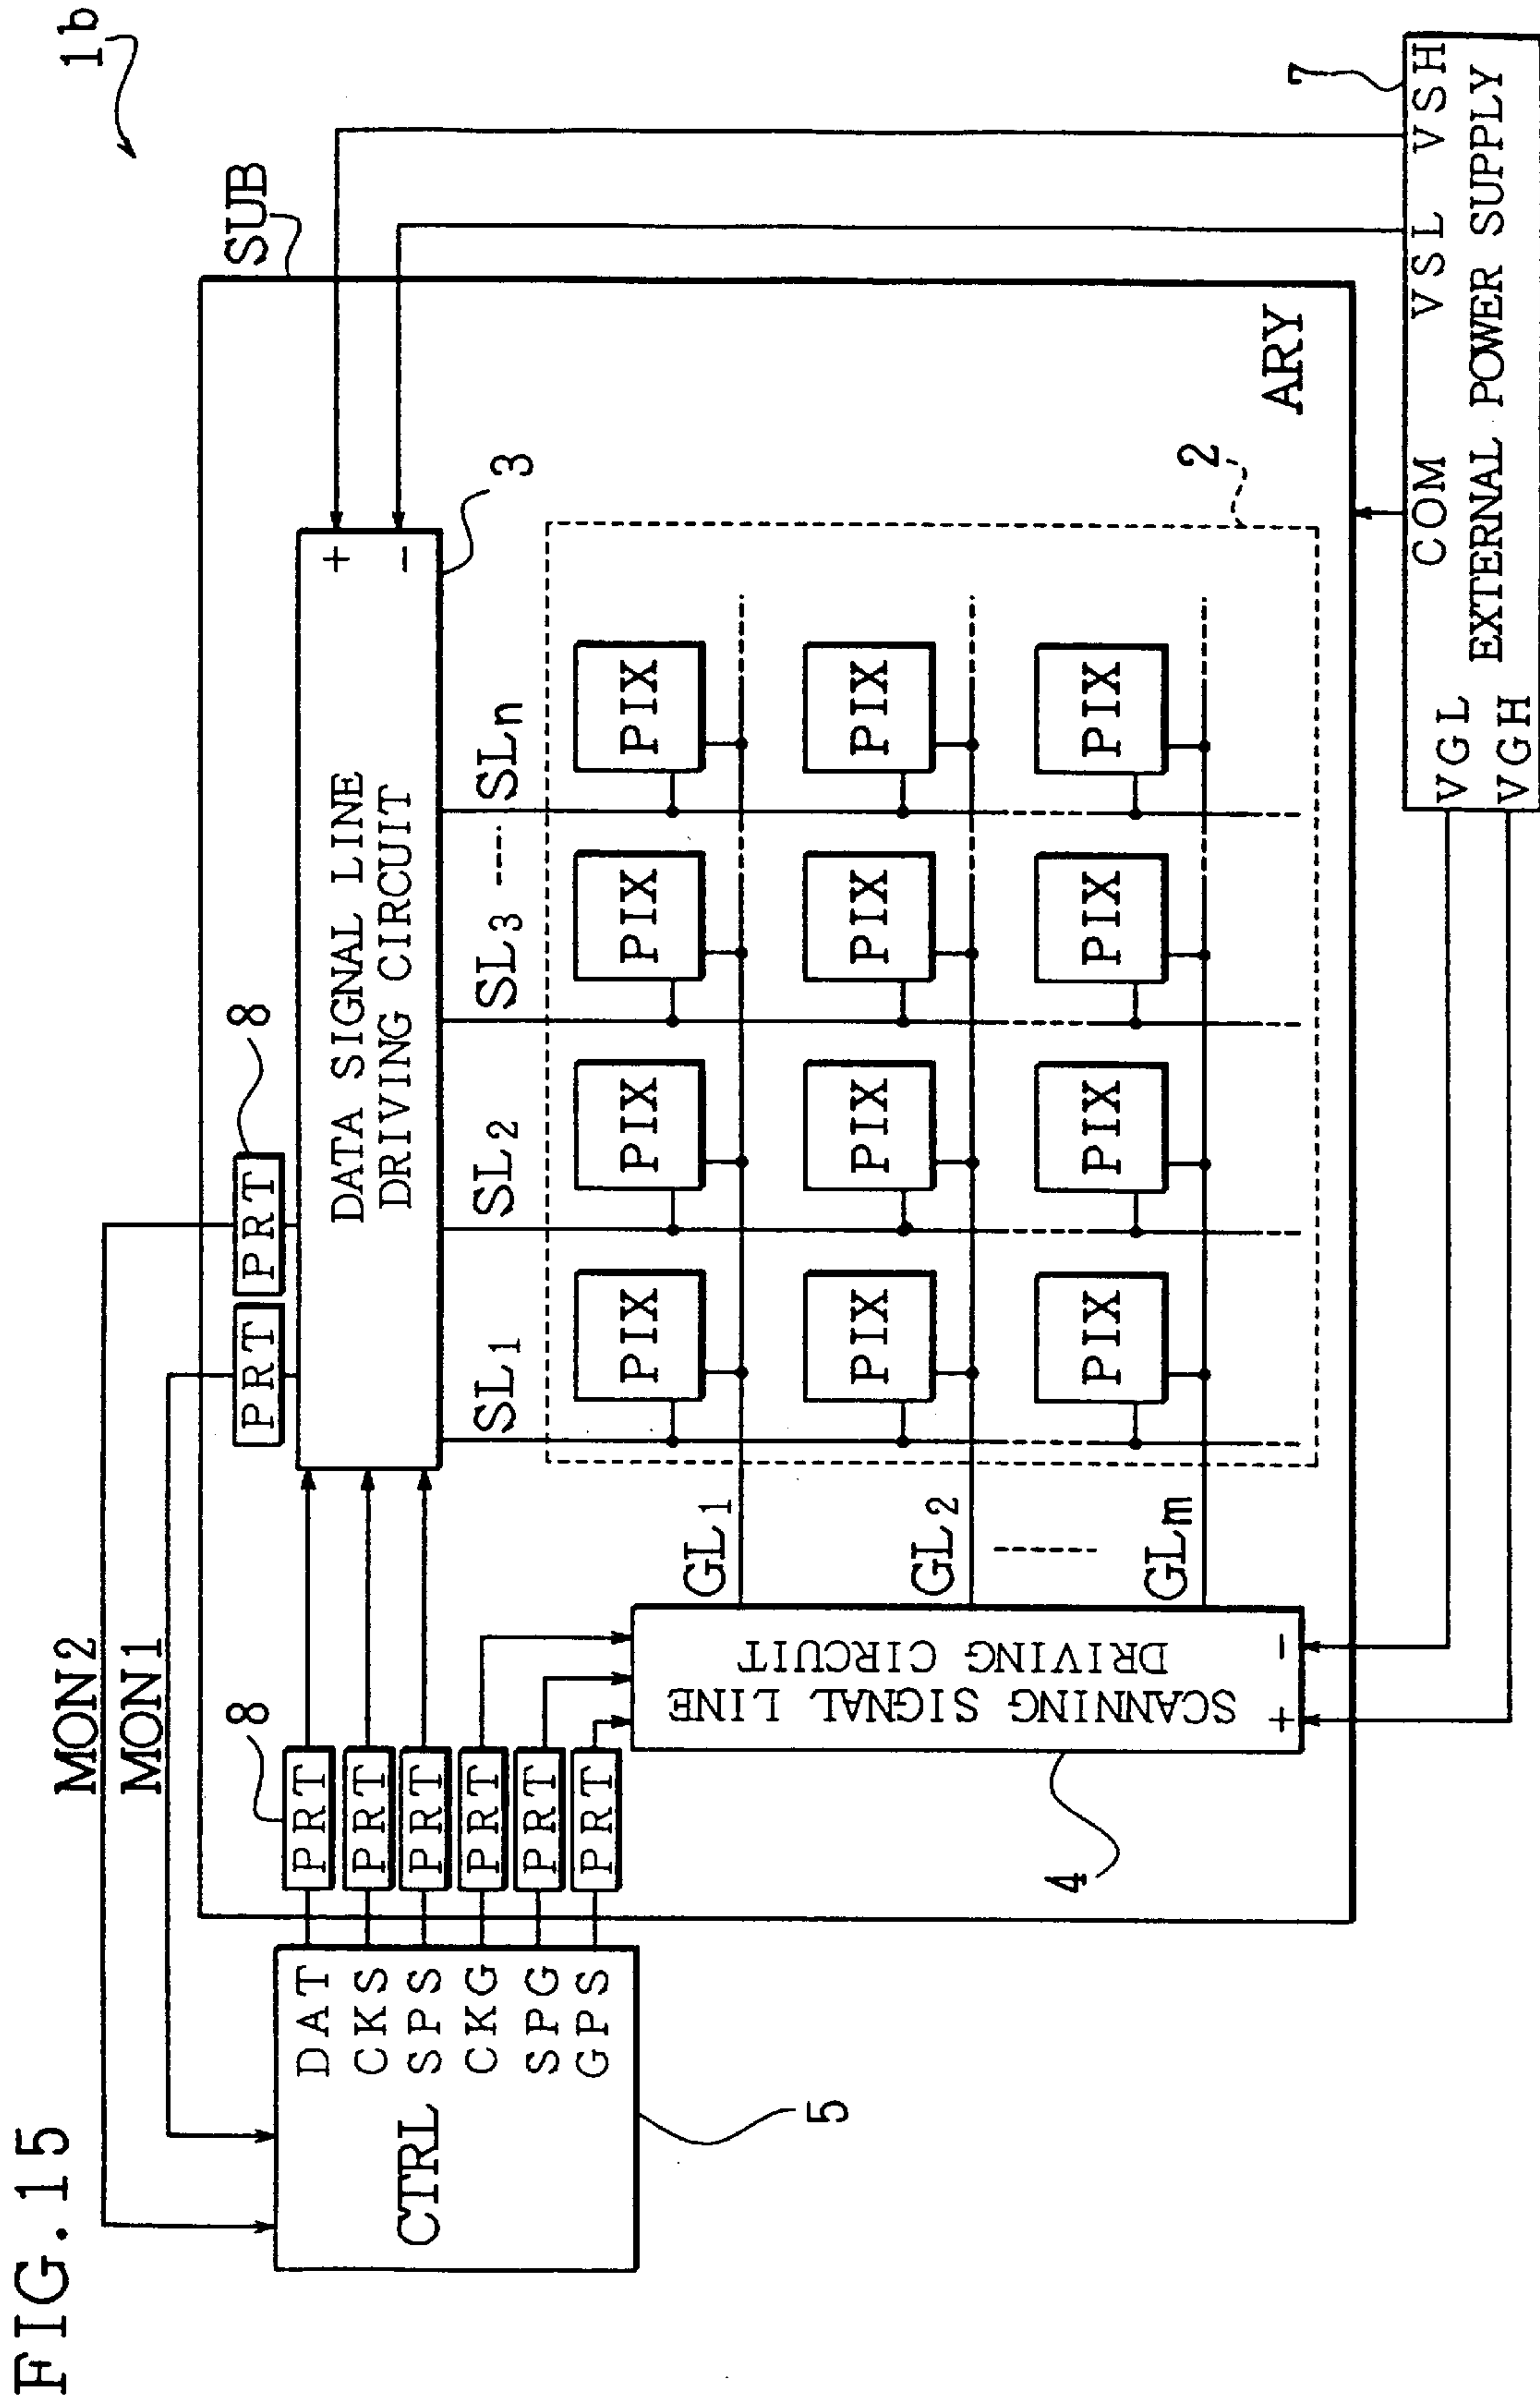 FIG.15
1b
MON2
MON1
SUB
8
PRT
PRT
8
CTRL
DAT
CKS
SPS
CKG
SPG
GPS
5
PRT
PRT
PRT
PRT
PRT
PRT
DATA SIGNAL LINE
DRIVING CIRCUIT
+
-
3
SL1
SL2
SL3
SLn
SCANNING SIGNAL LINE
DRIVING CIRCUIT
+
-
4
GL1
GL2
GLm
PIX PIX PIX PIX
PIX PIX PIX PIX
PIX PIX PIX PIX
2
ARY
7
VGL
VGH
COM
VSL
VSH
EXTERNAL POWER SUPPLY